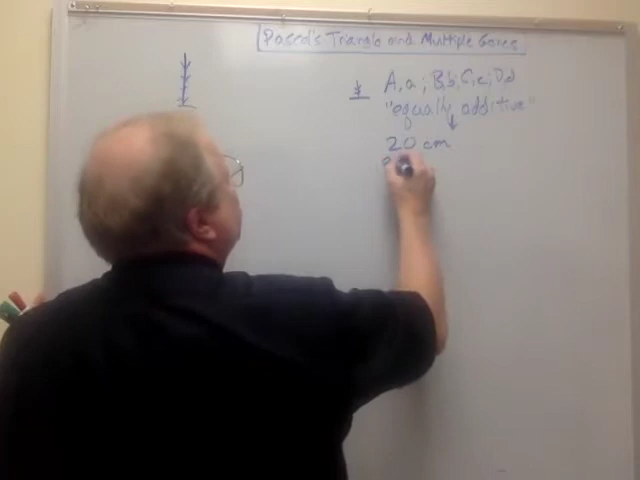 Pascal's Triangle and Multiple Genes
A,a; B,b; C,c; D,d
"equally additive"
20 cm